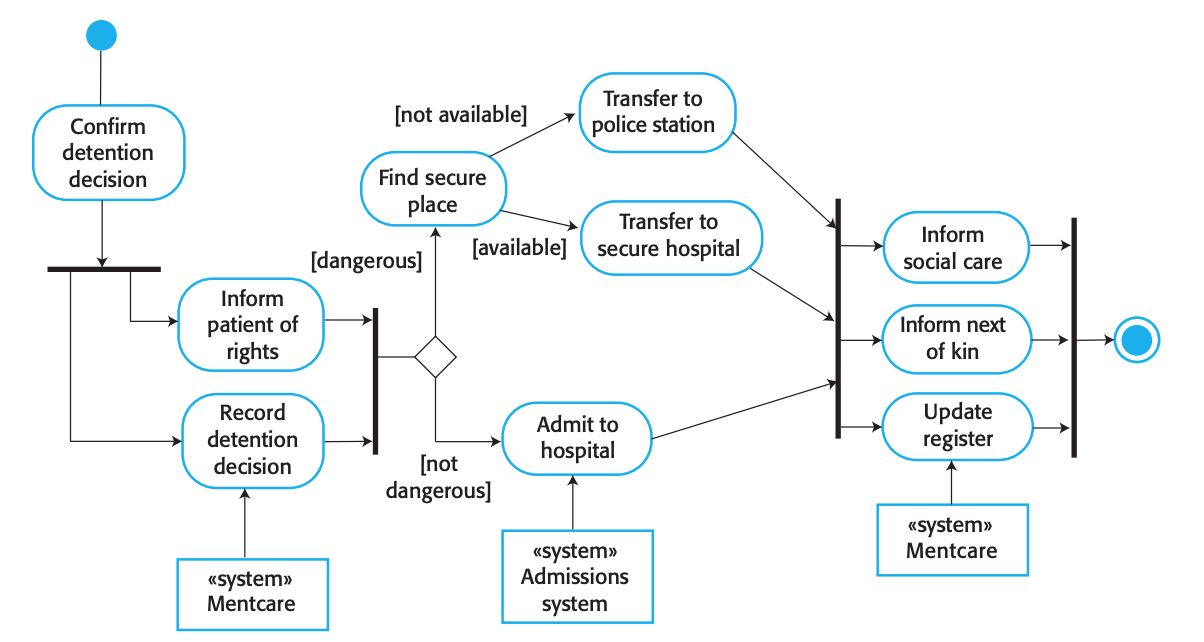 Confirm
detention
decision
Inform
patient of
rights
Record
detention
decision
«system»
Mentcare
[dangerous]
[not
dangerous]
Find secure
place
[not available]
[available]
Transfer to
police station
Transfer to
secure hospital
Admit to
hospital
«system»
Admissions
system
Inform
social care
Inform next
of kin
Update
register
«system»
Mentcare